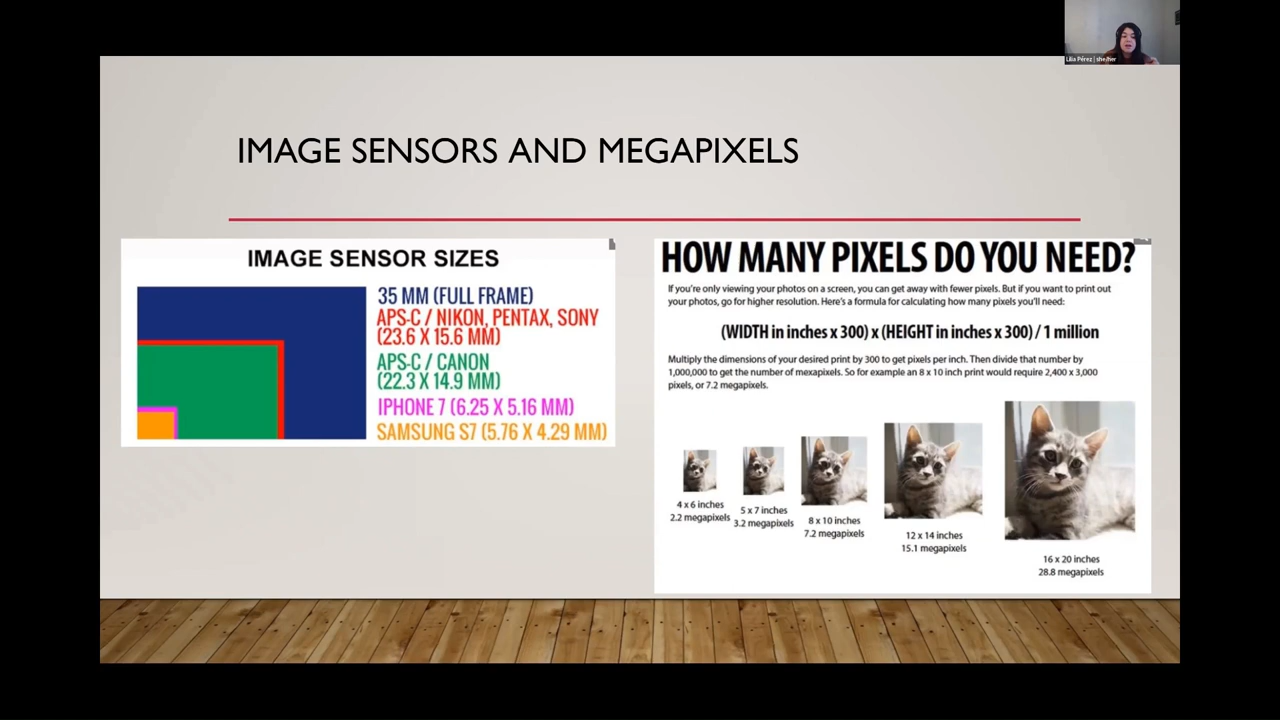 Lilia Pérez | she/her
IMAGE SENSORS AND MEGAPIXELS
IMAGE SENSOR SIZES
35 MM (FULL FRAME)
APS-C / NIKON, PENTAX, SONY
(23.6 X 15.6 MM)
APS-C / CANON
(22.3 X 14.9 MM)
IPHONE 7 (6.25 X 5.16 MM)
SAMSUNG S7 (5.76 X 4.29 MM)
HOW MANY PIXELS DO YOU NEED?
If you're only viewing your photos on a screen, you can get away with fewer pixels. But if you want to print out
your photos, go for higher resolution. Here's a formula for calculating how many pixels you'll need:
(WIDTH in inches x 300) x (HEIGHT in inches x 300) / 1 million
Multiply the dimensions of your desired print by 300 to get pixels per inch. Then divide that number by
1,000,000 to get the number of mexapixels. So for example an 8 x 10 inch print would require 2,400 x 3,000
pixels, or 7.2 megapixels.
4 x 6 inches
2.2 megapixels
5 x 7 inches
3.2 megapixels
8 x 10 inches
7.2 megapixels
12 x 14 inches
15.1 megapixels
16 x 20 inches
28.8 megapixels